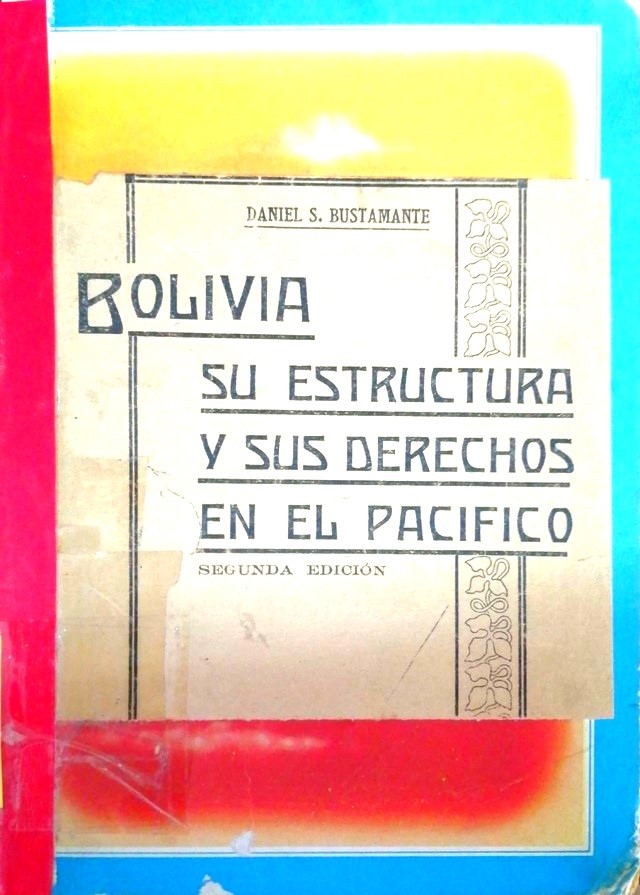 DANIEL S. BUSTAMANTE
BOLIVIA
SU ESTRUCTURA
Y SUS DERECHOS
EN EL PACIFICO
SEGUNDA EDICIÓN